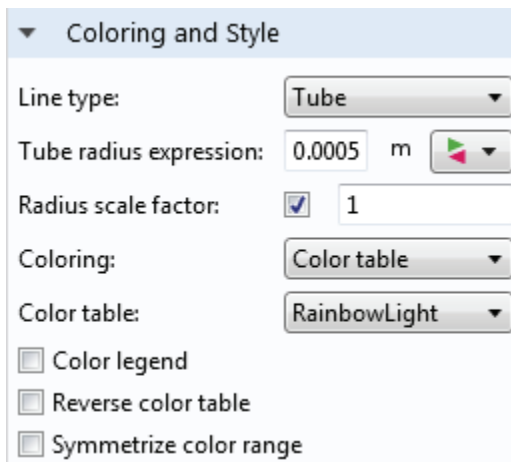 Coloring and Style
Line type: Tube
Tube radius expression: 0.0005 m
Radius scale factor: 1
Coloring: Color table
Color table: RainbowLight
Color legend
Reverse color table
Symmetrize color range